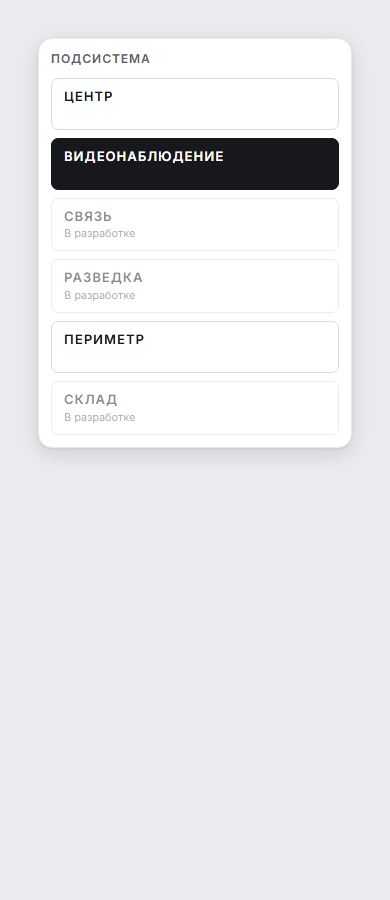 ПОДСИСТЕМА
ЦЕНТР
ВИДЕОНАБЛЮДЕНИЕ
СВЯЗЬ
В разработке
РАЗВЕДКА
В разработке
ПЕРИМЕТР
СКЛАД
В разработке